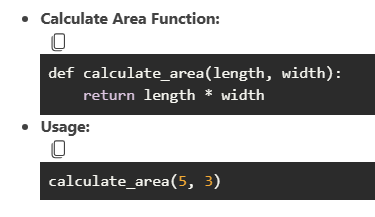 Calculate Area Function:
def calculate_area(length, width):
    return length * width
Usage:
calculate_area(5, 3)